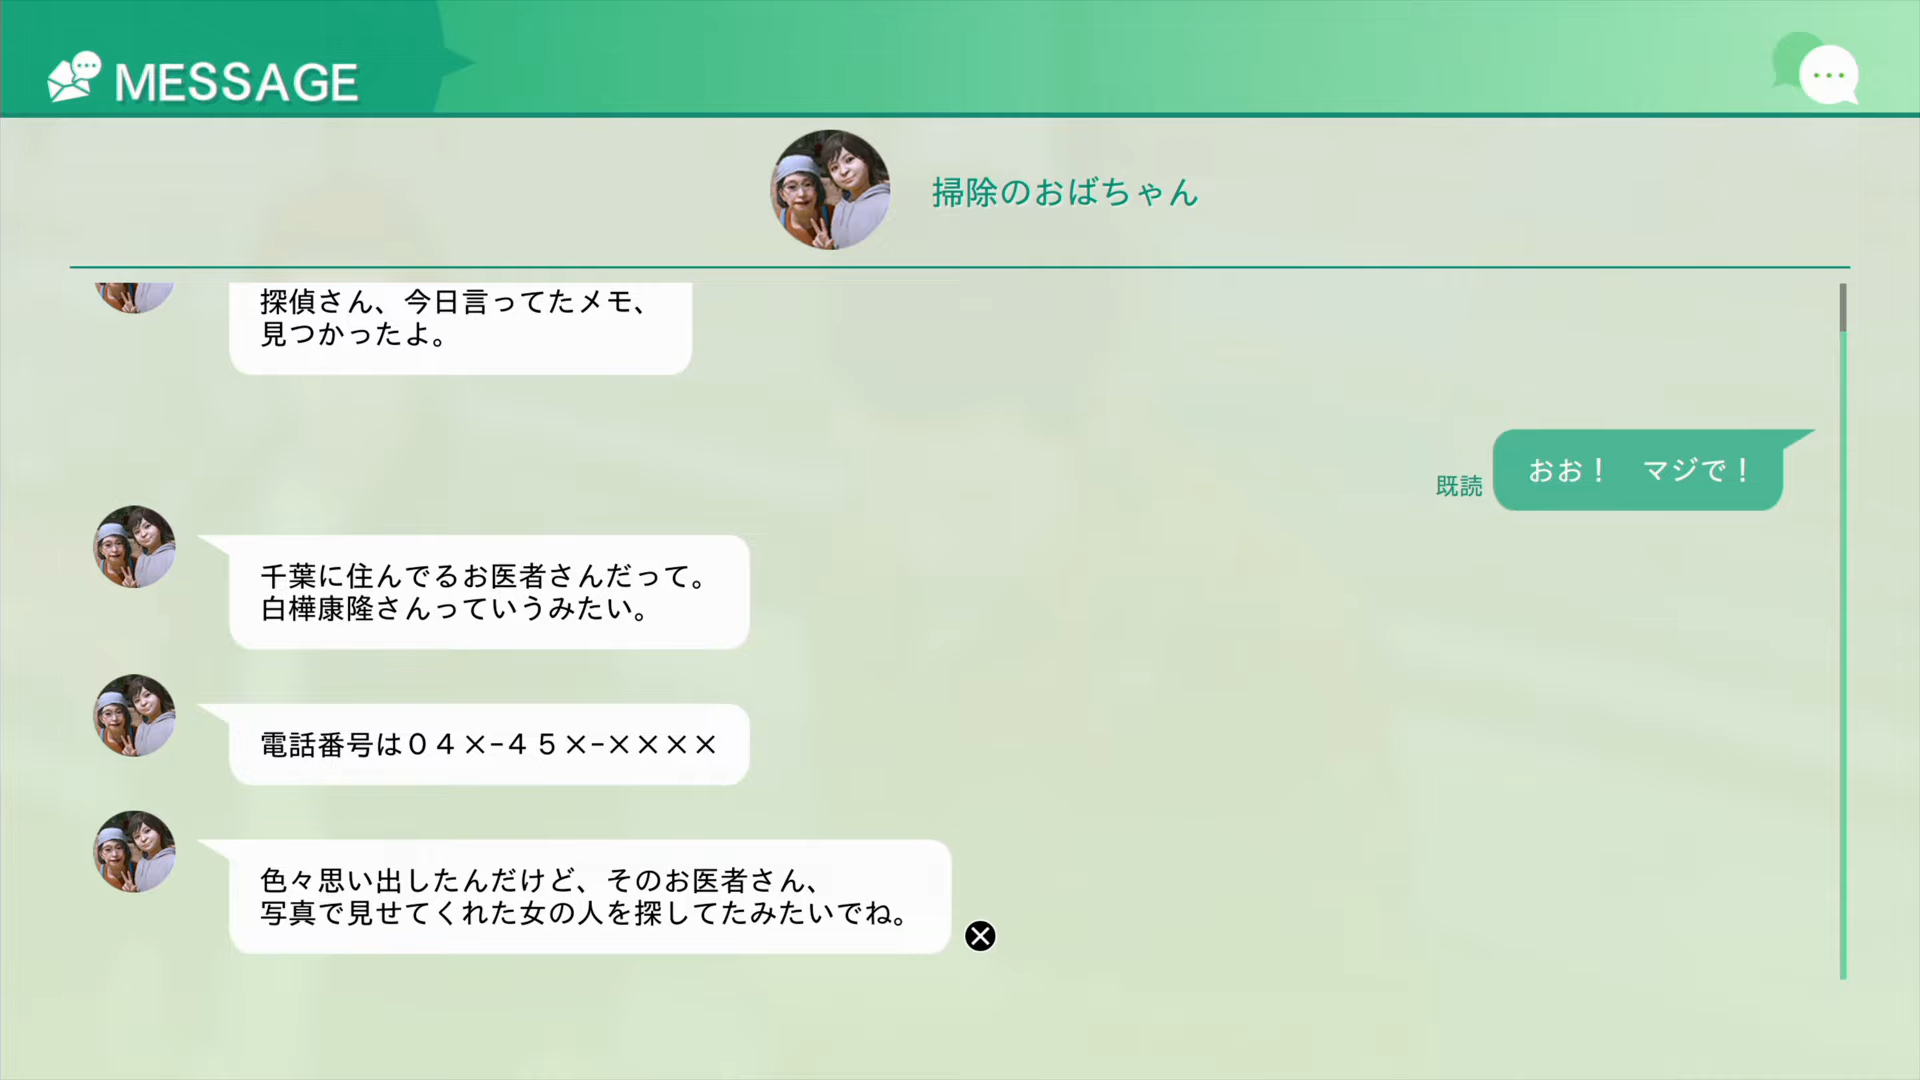 MESSAGE
掃除のおばちゃん
探偵さん、今日言ってたメモ、
見つかったよ。
おお！　マジで！
既読
千葉に住んでるお医者さんだって。
白樺康隆さんっていうみたい。
電話番号は０４×-４５×-××××
色々思い出したんだけど、そのお医者さん、
写真で見せてくれた女の人を探してたみたいでね。